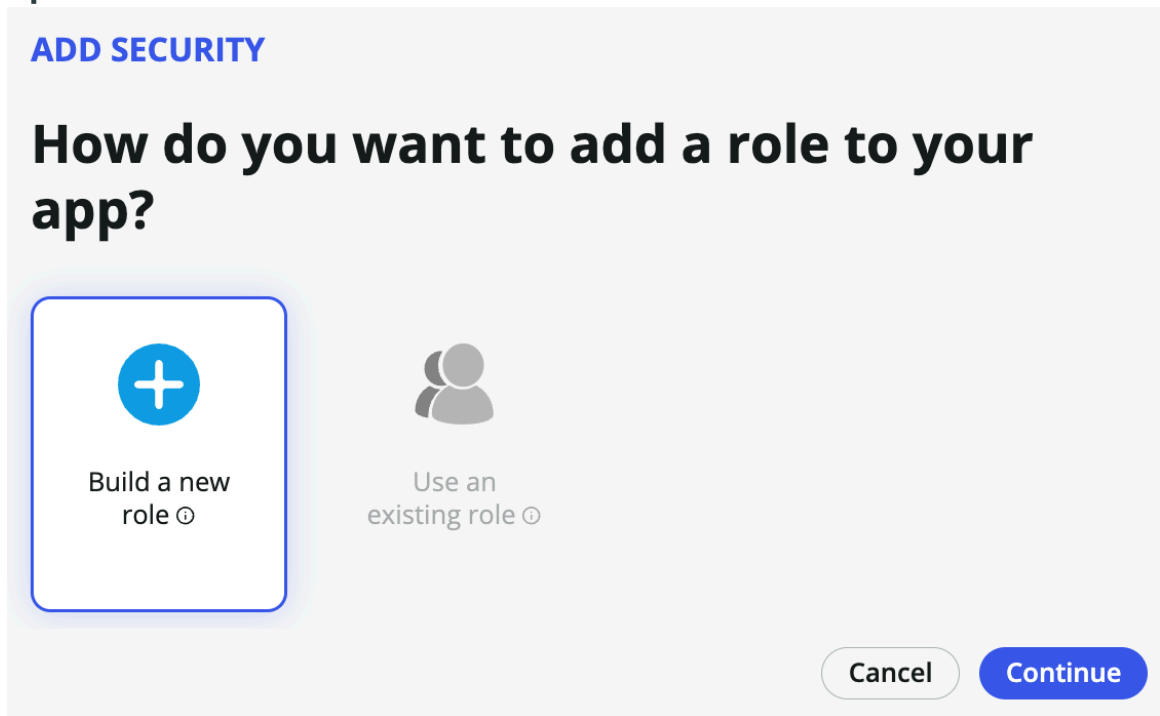 ADD SECURITY
How do you want to add a role to your
app?
Build a new
role
Use an
existing role
Cancel
Continue